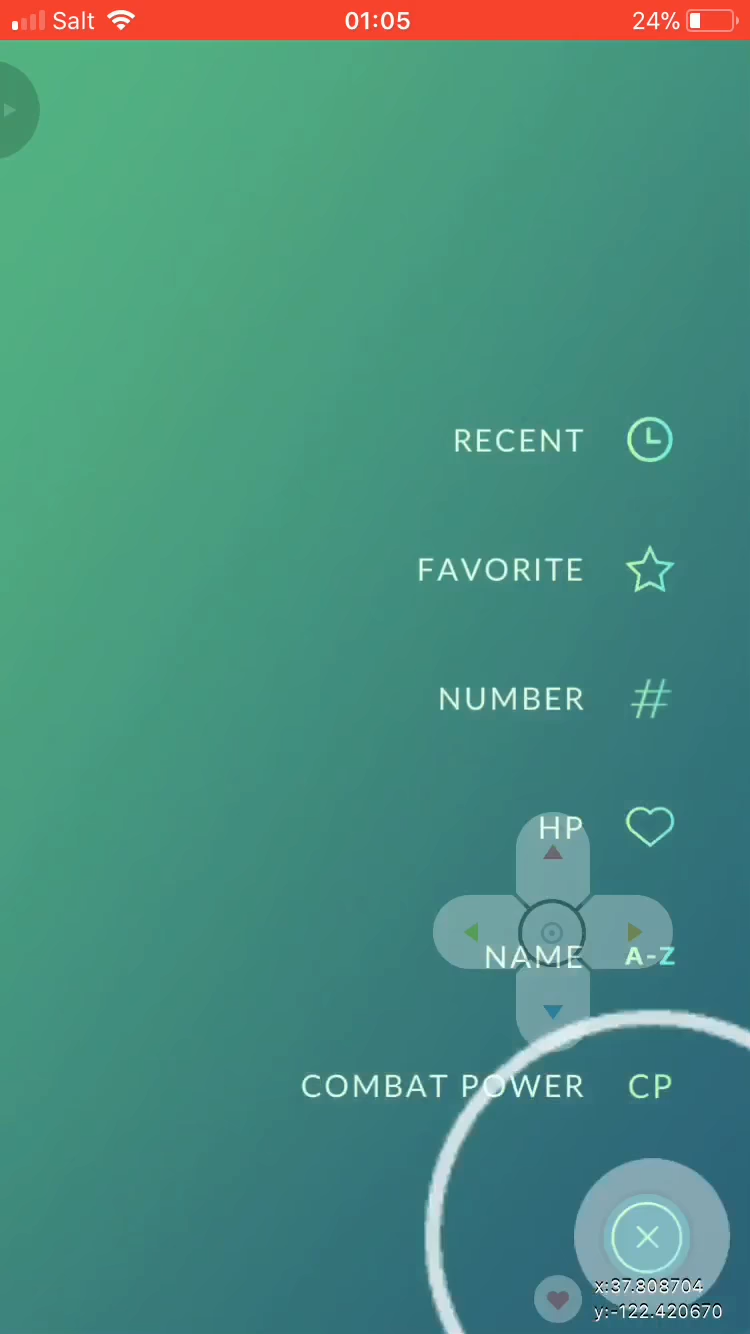 Salt 01:05 24%
RECENT
FAVORITE
NUMBER #
HP
NAME A-Z
COMBAT POWER CP
x:37.808704
y:-122.420670